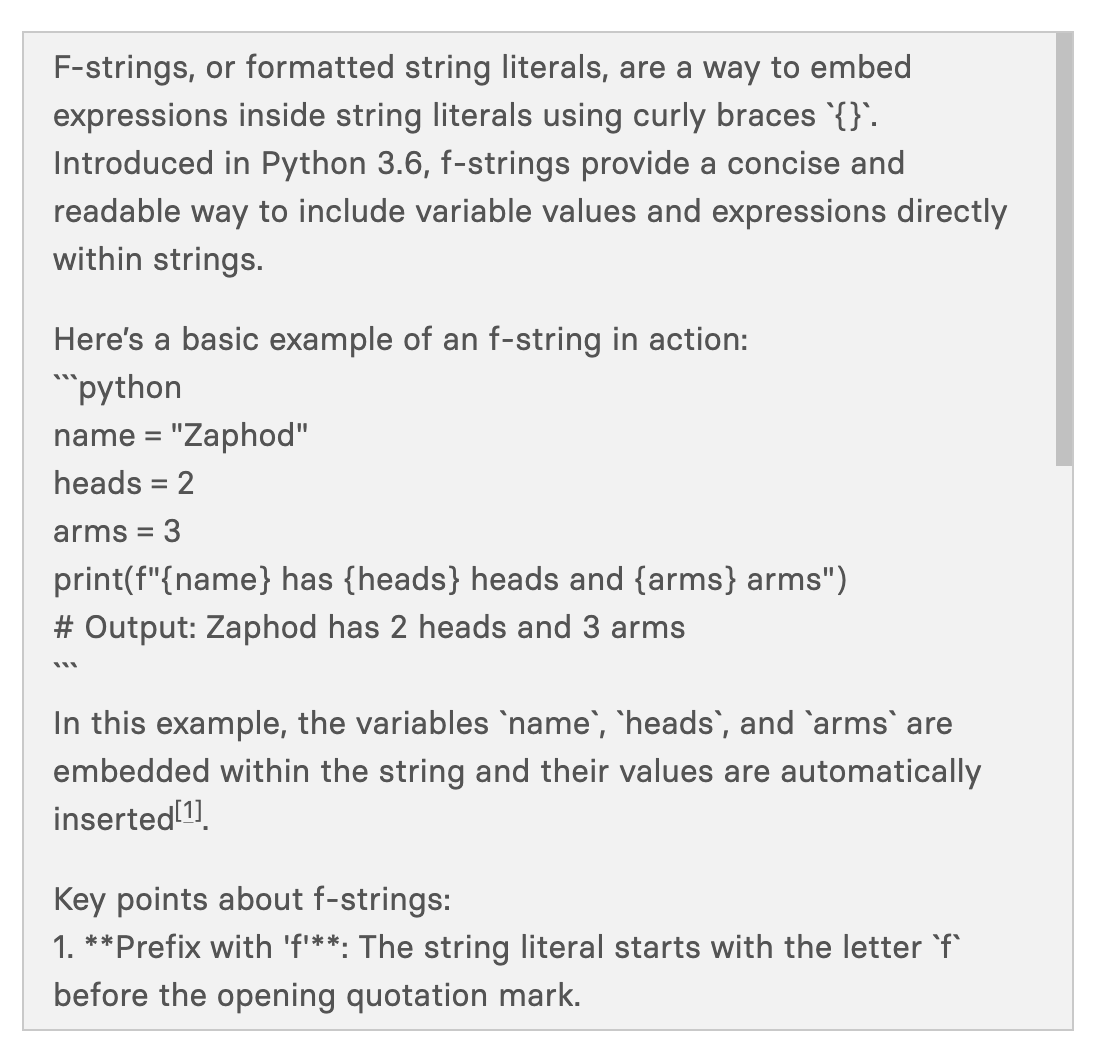 F-strings, or formatted string literals, are a way to embed
expressions inside string literals using curly braces `{}`.
Introduced in Python 3.6, f-strings provide a concise and
readable way to include variable values and expressions directly
within strings.
Here’s a basic example of an f-string in action:
```python
name = "Zaphod"
heads = 2
arms = 3
print(f"{name} has {heads} heads and {arms} arms")
# Output: Zaphod has 2 heads and 3 arms
```
In this example, the variables `name`, `heads`, and `arms` are
embedded within the string and their values are automatically
inserted[1].
Key points about f-strings:
1. **Prefix with 'f'**: The string literal starts with the letter `f`
before the opening quotation mark.